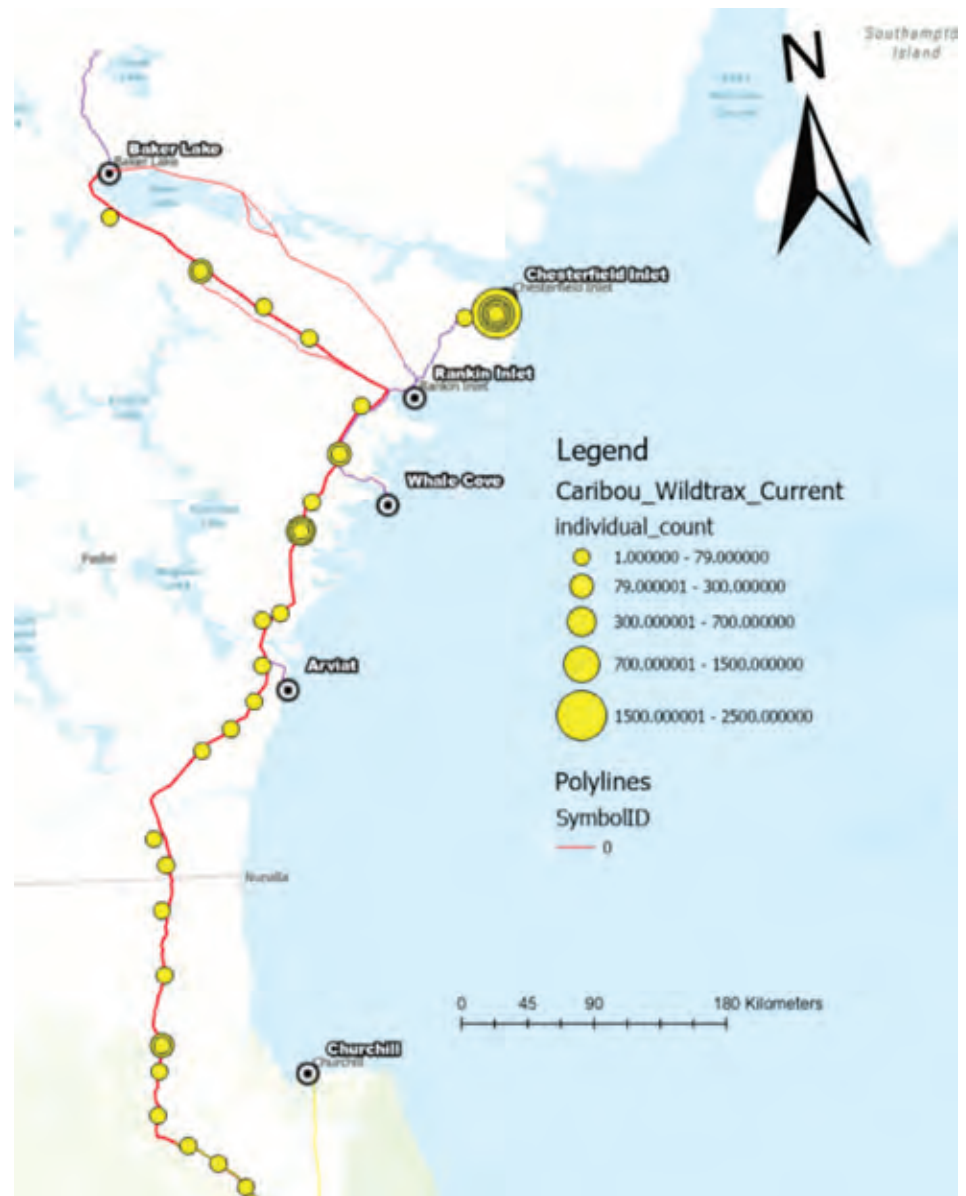 Southampto
Island
N
Baker Lake
Baker Lake
Chesterfield Inlet
Chesterfield Inlet
Rankin Inlet
Rankin Inlet
Whale Cove
Legend
Caribou_Wildtrax_Current
individual_count
1.000000 - 79.000000
79.000001 - 300.000000
300.000001 - 700.000000
700.000001 - 1500.000000
1500.000001 - 2500.000000
Padlei
Arviat
Polylines
SymbolID
0
Nunalla
0 45 90 180 Kilometers
Churchill
Churchill